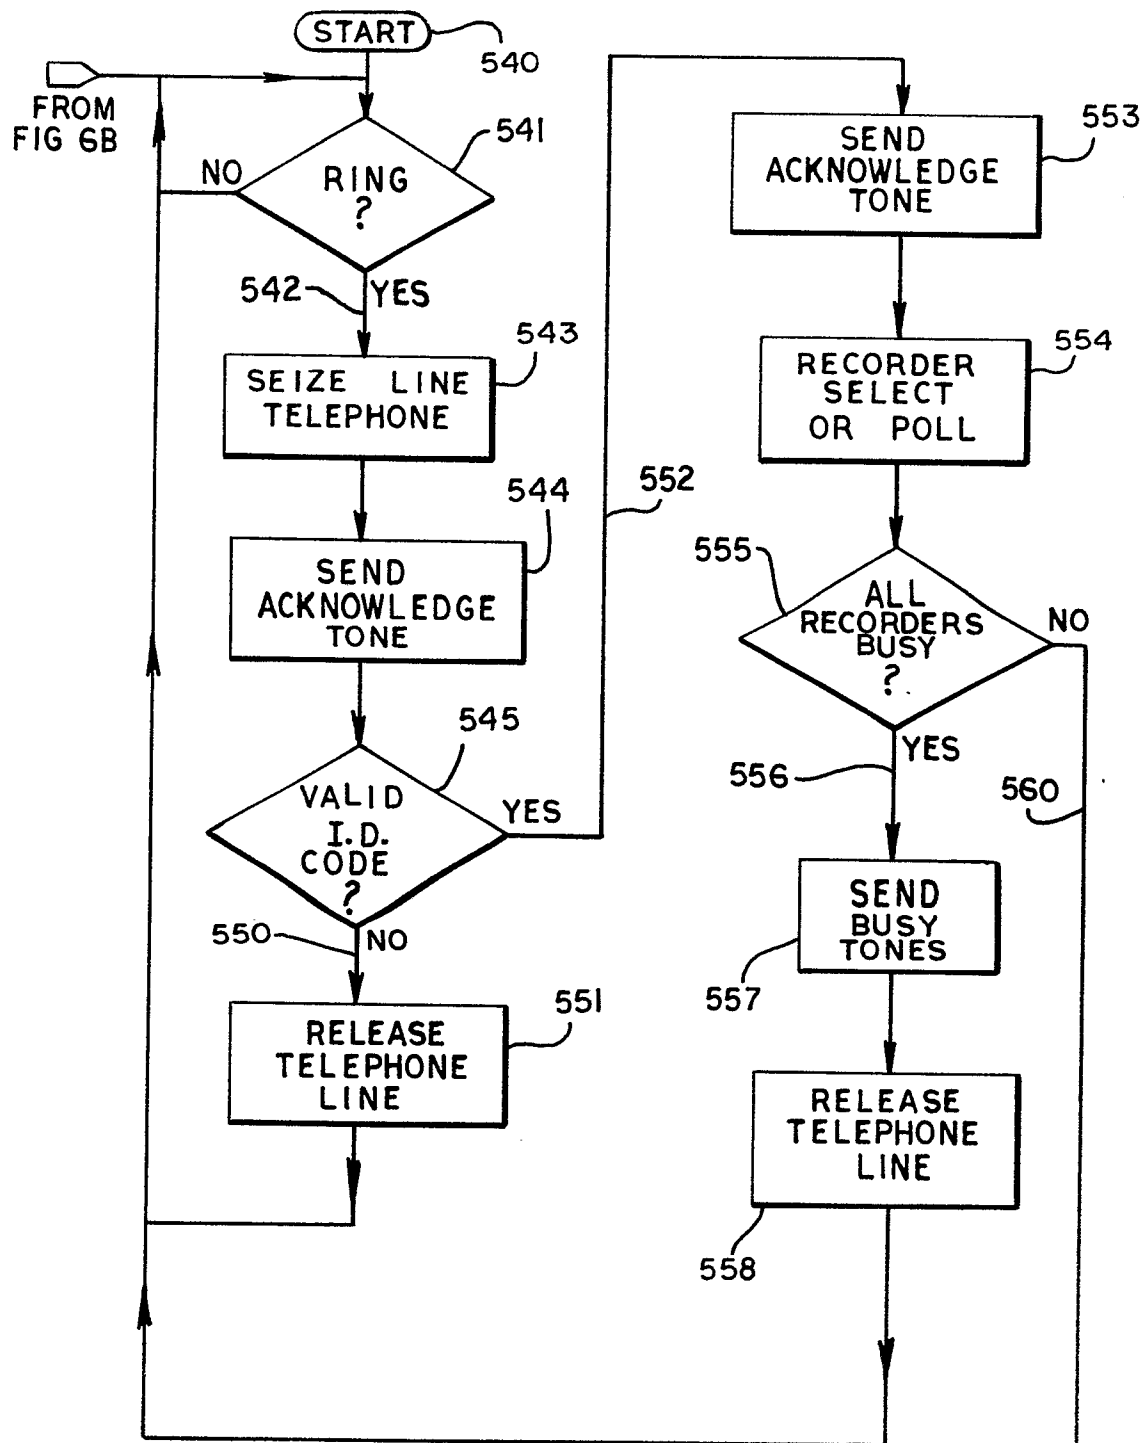 START
540
FROM
FIG 6B
541
NO
RING
?
542
YES
543
SEIZE LINE
TELEPHONE
544
SEND
ACKNOWLEDGE
TONE
545
VALID
I.D.
CODE
?
YES
552
550
NO
551
RELEASE
TELEPHONE
LINE
553
SEND
ACKNOWLEDGE
TONE
554
RECORDER
SELECT
OR POLL
555
ALL
RECORDERS
BUSY
?
NO
YES
556
560
SEND
BUSY
TONES
557
RELEASE
TELEPHONE
LINE
558